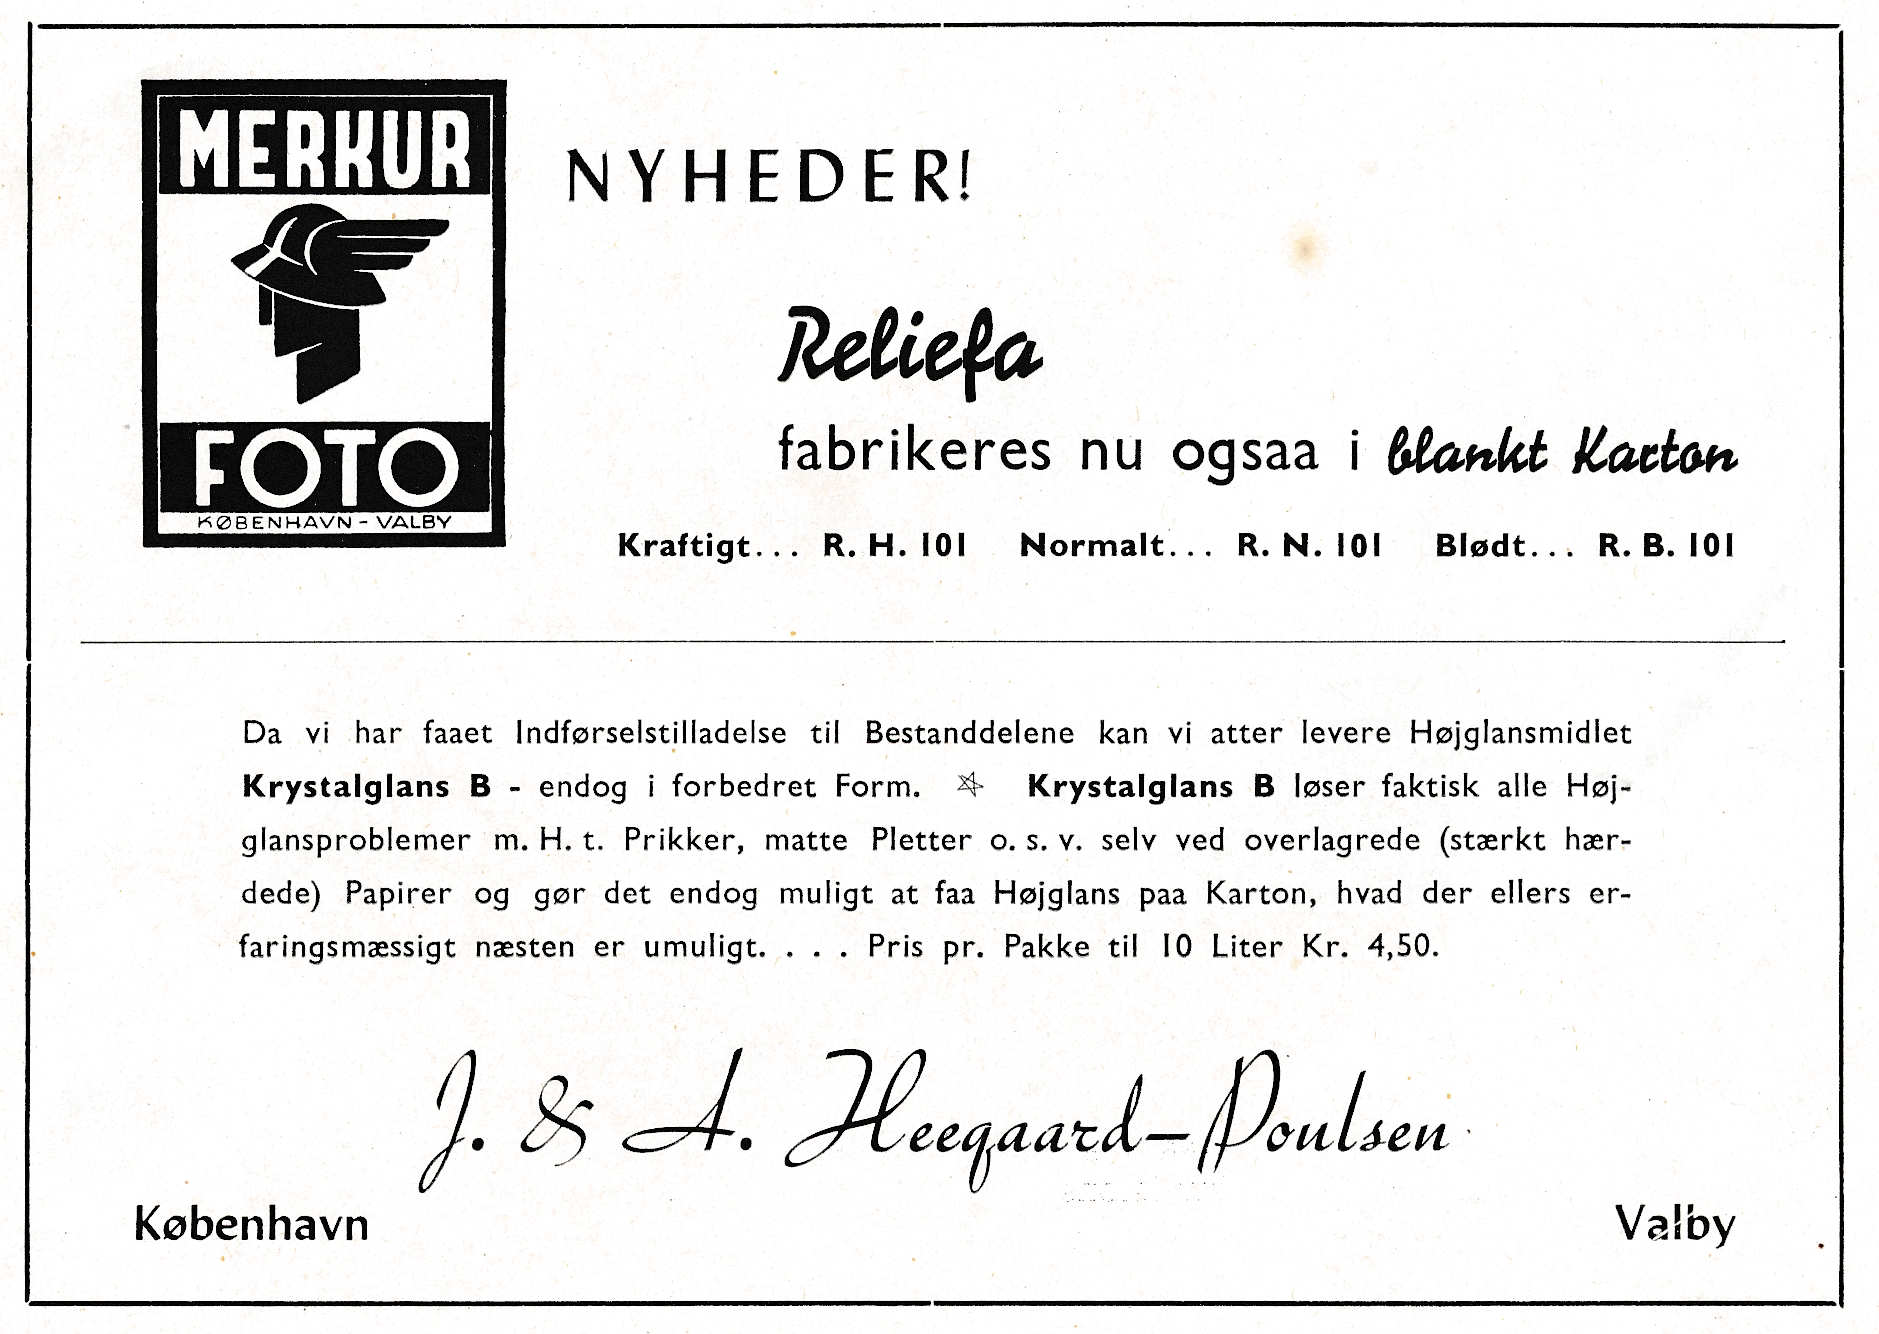 MERKUR
FOTO
KØBENHAVN - VALBY
NYHEDER!
Reliefa
fabrikeres nu ogsaa i blankt Karton
Kraftigt... R. H. 101 Normalt... R. N. 101 Blødt... R. B. 101
Da vi har faaet Indførselstilladelse til Bestanddelene kan vi atter levere Højglansmidlet
Krystalglans B - endog i forbedret Form. ☆ Krystalglans B løser faktisk alle Høj-
glansproblemer m. H. t. Prikker, matte Pletter o. s. v. selv ved overlagrede (stærkt hær-
dede) Papirer og gør det endog muligt at faa Højglans paa Karton, hvad der ellers er-
faringsmæssigt næsten er umuligt. . . . Pris pr. Pakke til 10 Liter Kr. 4,50.
J. & A. Heegaard-Poulsen
København Valby